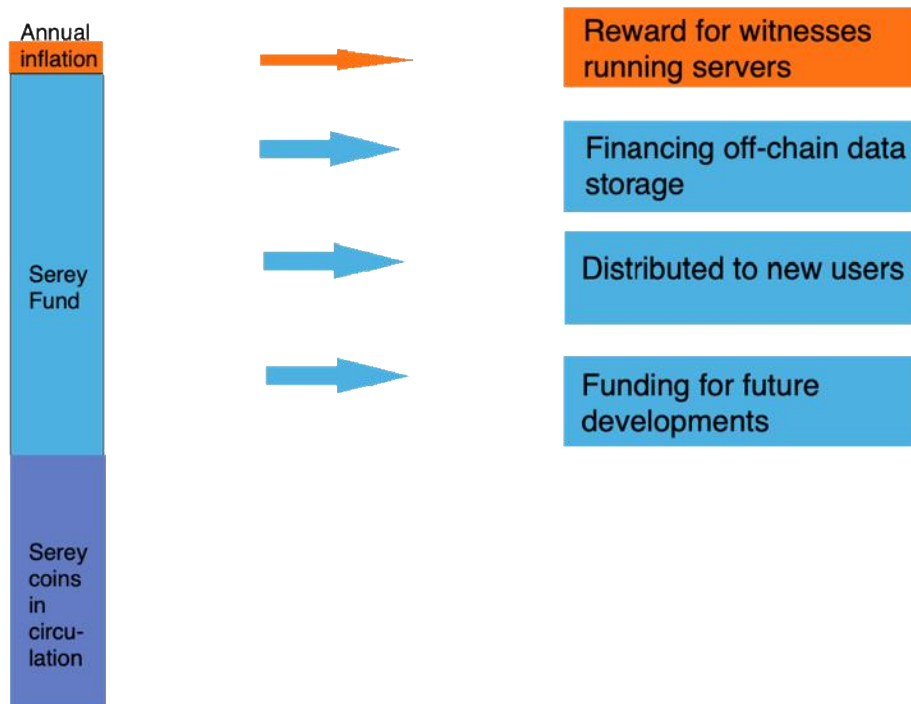 Annual
inflation
Reward for witnesses
running servers
Financing off-chain data
storage
Serey
Fund
Distributed to new users
Funding for future
developments
Serey
coins
in
circu-
lation